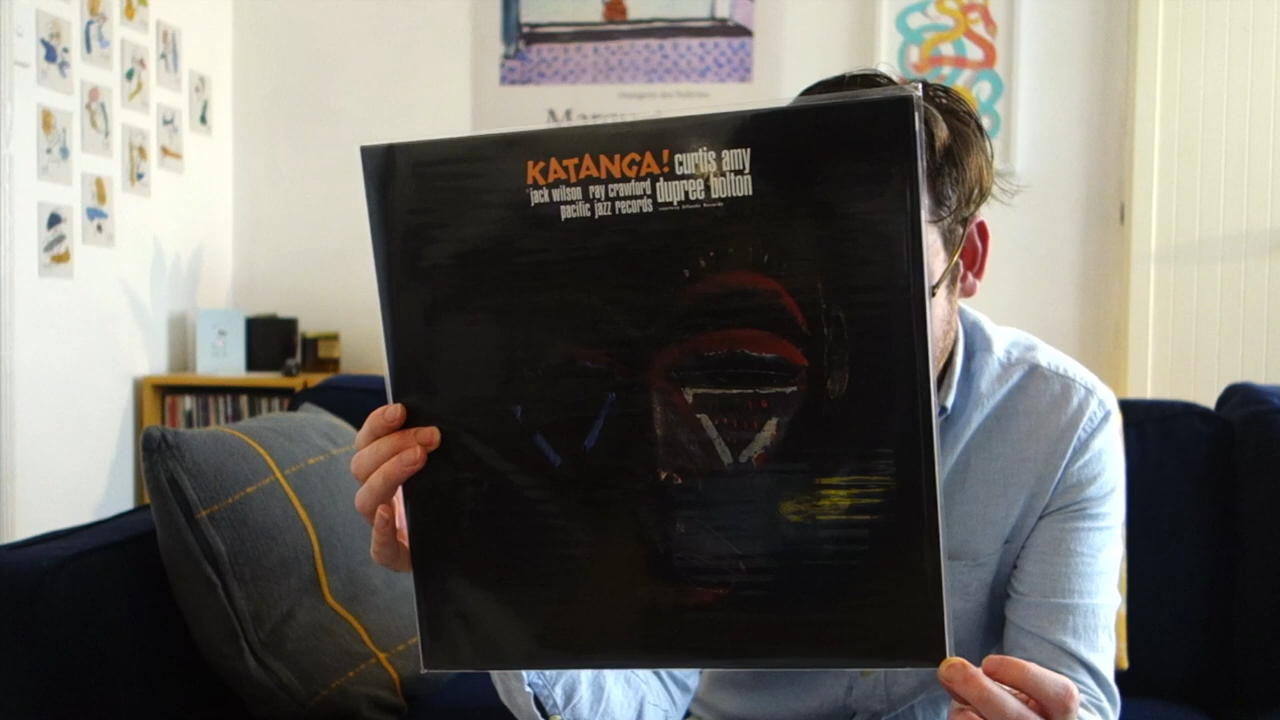 KATANGA! curtis amy
jack wilson ray crawford dupree bolton
pacific jazz records